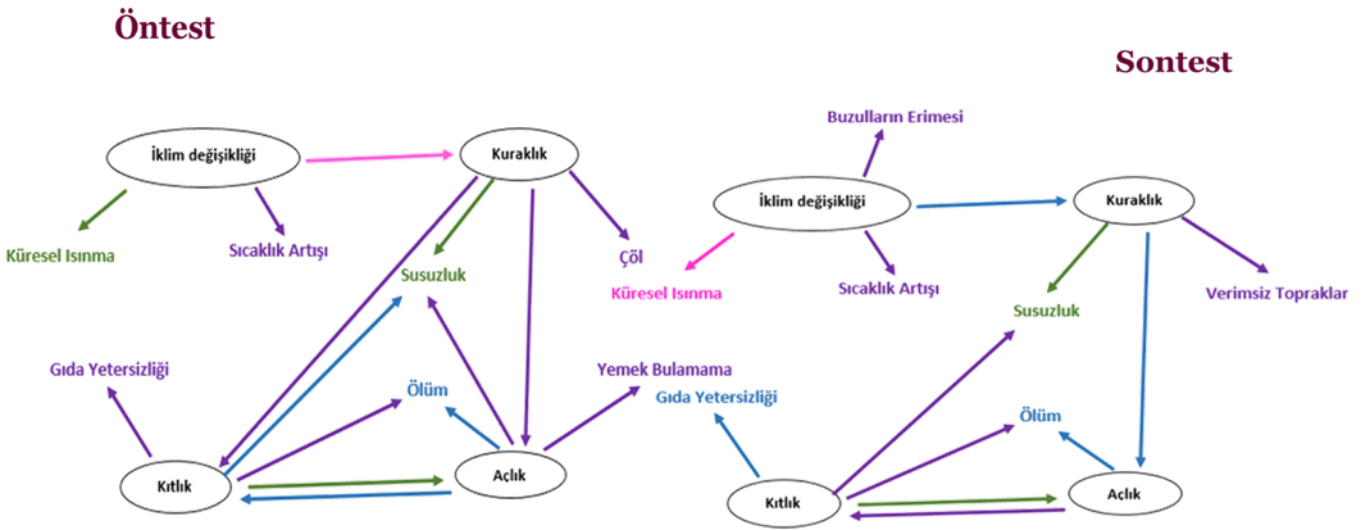 Öntest
İklim değişikliği
Kuraklık
Küresel Isınma
Sıcaklık Artışı
Çöl
Susuzluk
Gıda Yetersizliği
Ölüm
Yemek Bulamama
Kıtlık
Açlık
Sontest
Buzulların Erimesi
İklim değişikliği
Kuraklık
Küresel Isınma
Sıcaklık Artışı
Verimsiz Topraklar
Susuzluk
Gıda Yetersizliği
Ölüm
Kıtlık
Açlık